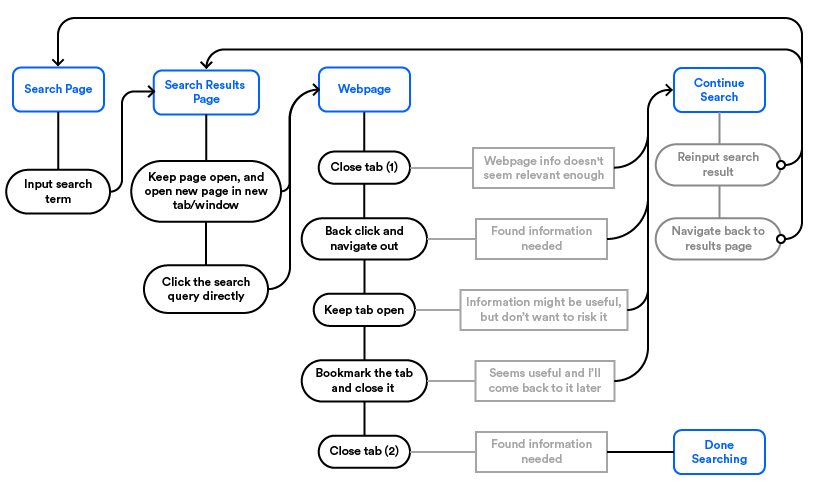 Search Page
Input search
term
Search Results
Page
Keep page open, and
open new page in new
tab/window
Click the search
query directly
Webpage
Close tab (1)
Webpage info doesn't
seem relevant enough
Back click and
navigate out
Found information
needed
Keep tab open
Information might be useful,
but don't want to risk it
Bookmark the tab
and close it
Seems useful and I'll
come back to it later
Close tab (2)
Found information
needed
Continue
Search
Reinput search
result
Navigate back to
results page
Done
Searching